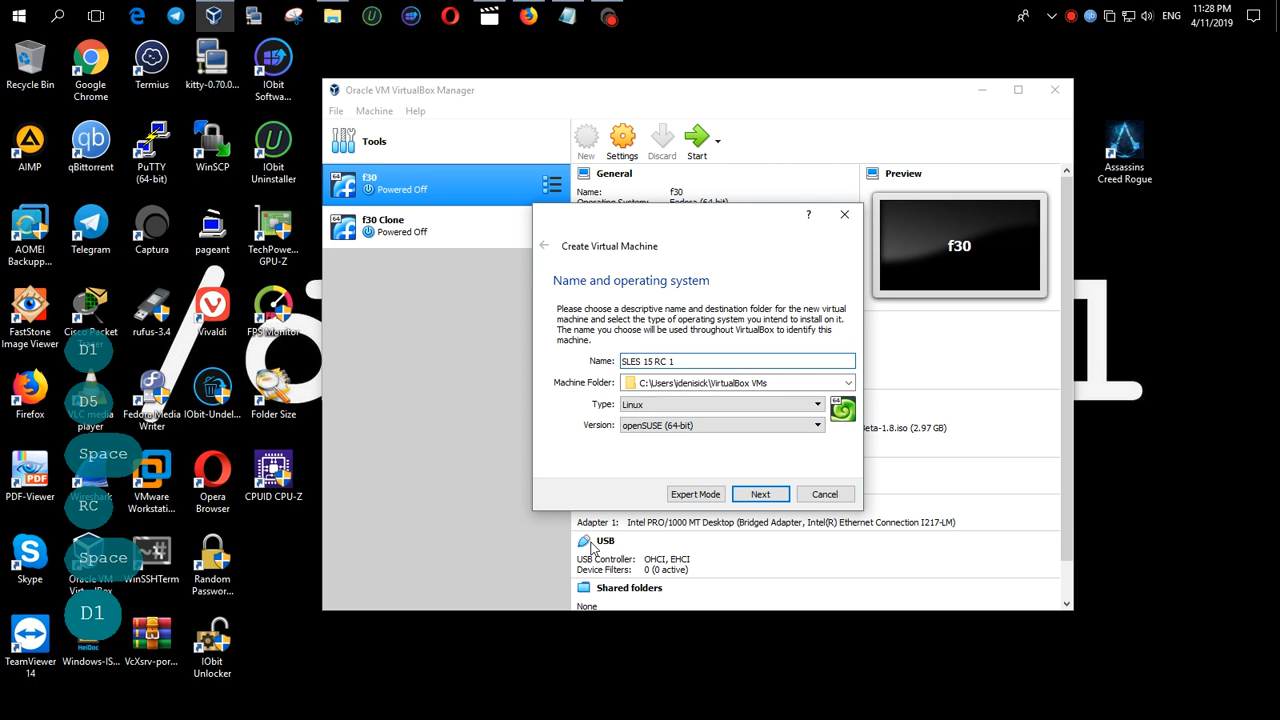 ENG
11:28 PM
4/11/2019
Recycle Bin
Google
Chrome
Termius
kitty-0.70.0...
IObit
Softwa...
AIMP
qBittorrent
PuTTY
(64-bit)
WinSCP
IObit
Uninstaller
AOMEI
Backupp...
Telegram
Captura
pageant
TechPowe...
GPU-Z
FastStone
Image Viewer
Cisco Packet
rufus-3.4
Vivaldi
FPS Monitor
D1
Firefox
D5
VLC media
player
Fedora Media
Writer
IObit-Undel...
Folder Size
Space
PDF-Viewer
Wireshark
VMware
Workstati...
Opera
Browser
CPUID CPU-Z
RC
Space
Skype
Oracle VM
WinSSHTerm
Random
Passwor...
D1
TeamViewer
14
HeiDoc
Windows-IS...
VcXsrv-por...
IObit
Unlocker
Assassins
Creed Rogue
Oracle VM VirtualBox Manager
File Machine Help
Tools
New Settings Discard Start
64 f30
Powered Off
64 f30 Clone
Powered Off
General
Name: f30
Preview
f30
Create Virtual Machine
Name and operating system
Please choose a descriptive name and destination folder for the new virtual
machine and select the type of operating system you intend to install on it.
The name you choose will be used throughout VirtualBox to identify this
machine.
Name: SLES 15 RC 1
Machine Folder: C:\Users\idenisick\VirtualBox VMs
Type: Linux
64
Version: openSUSE (64-bit)
Expert Mode Next Cancel
eta-1.8.iso (2.97 GB)
Adapter 1: Intel PRO/1000 MT Desktop (Bridged Adapter, Intel(R) Ethernet Connection I217-LM)
USB
USB Controller: OHCI, EHCI
Device Filters: 0 (0 active)
Shared folders
None